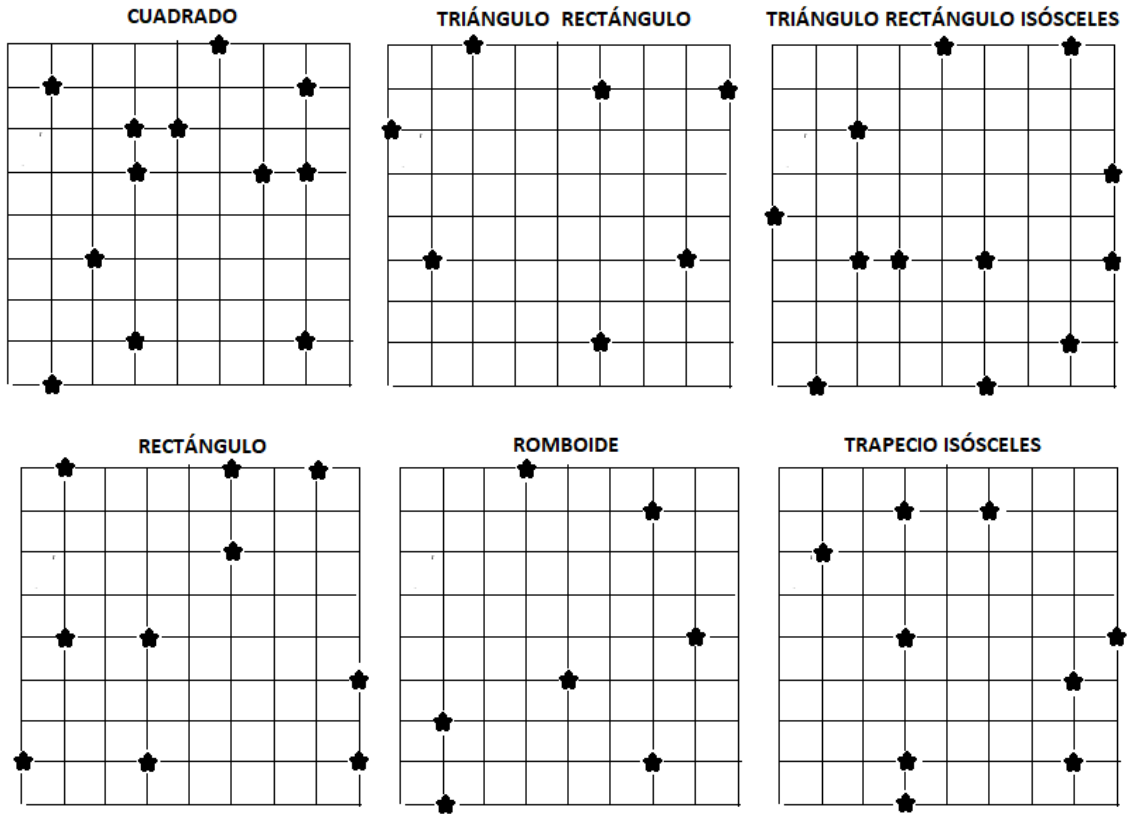 CUADRADO
TRIÁNGULO RECTÁNGULO
TRIÁNGULO RECTÁNGULO ISÓSCELES
RECTÁNGULO
ROMBOIDE
TRAPECIO ISÓSCELES